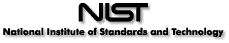 NIST
National Institute of Standards and Technology